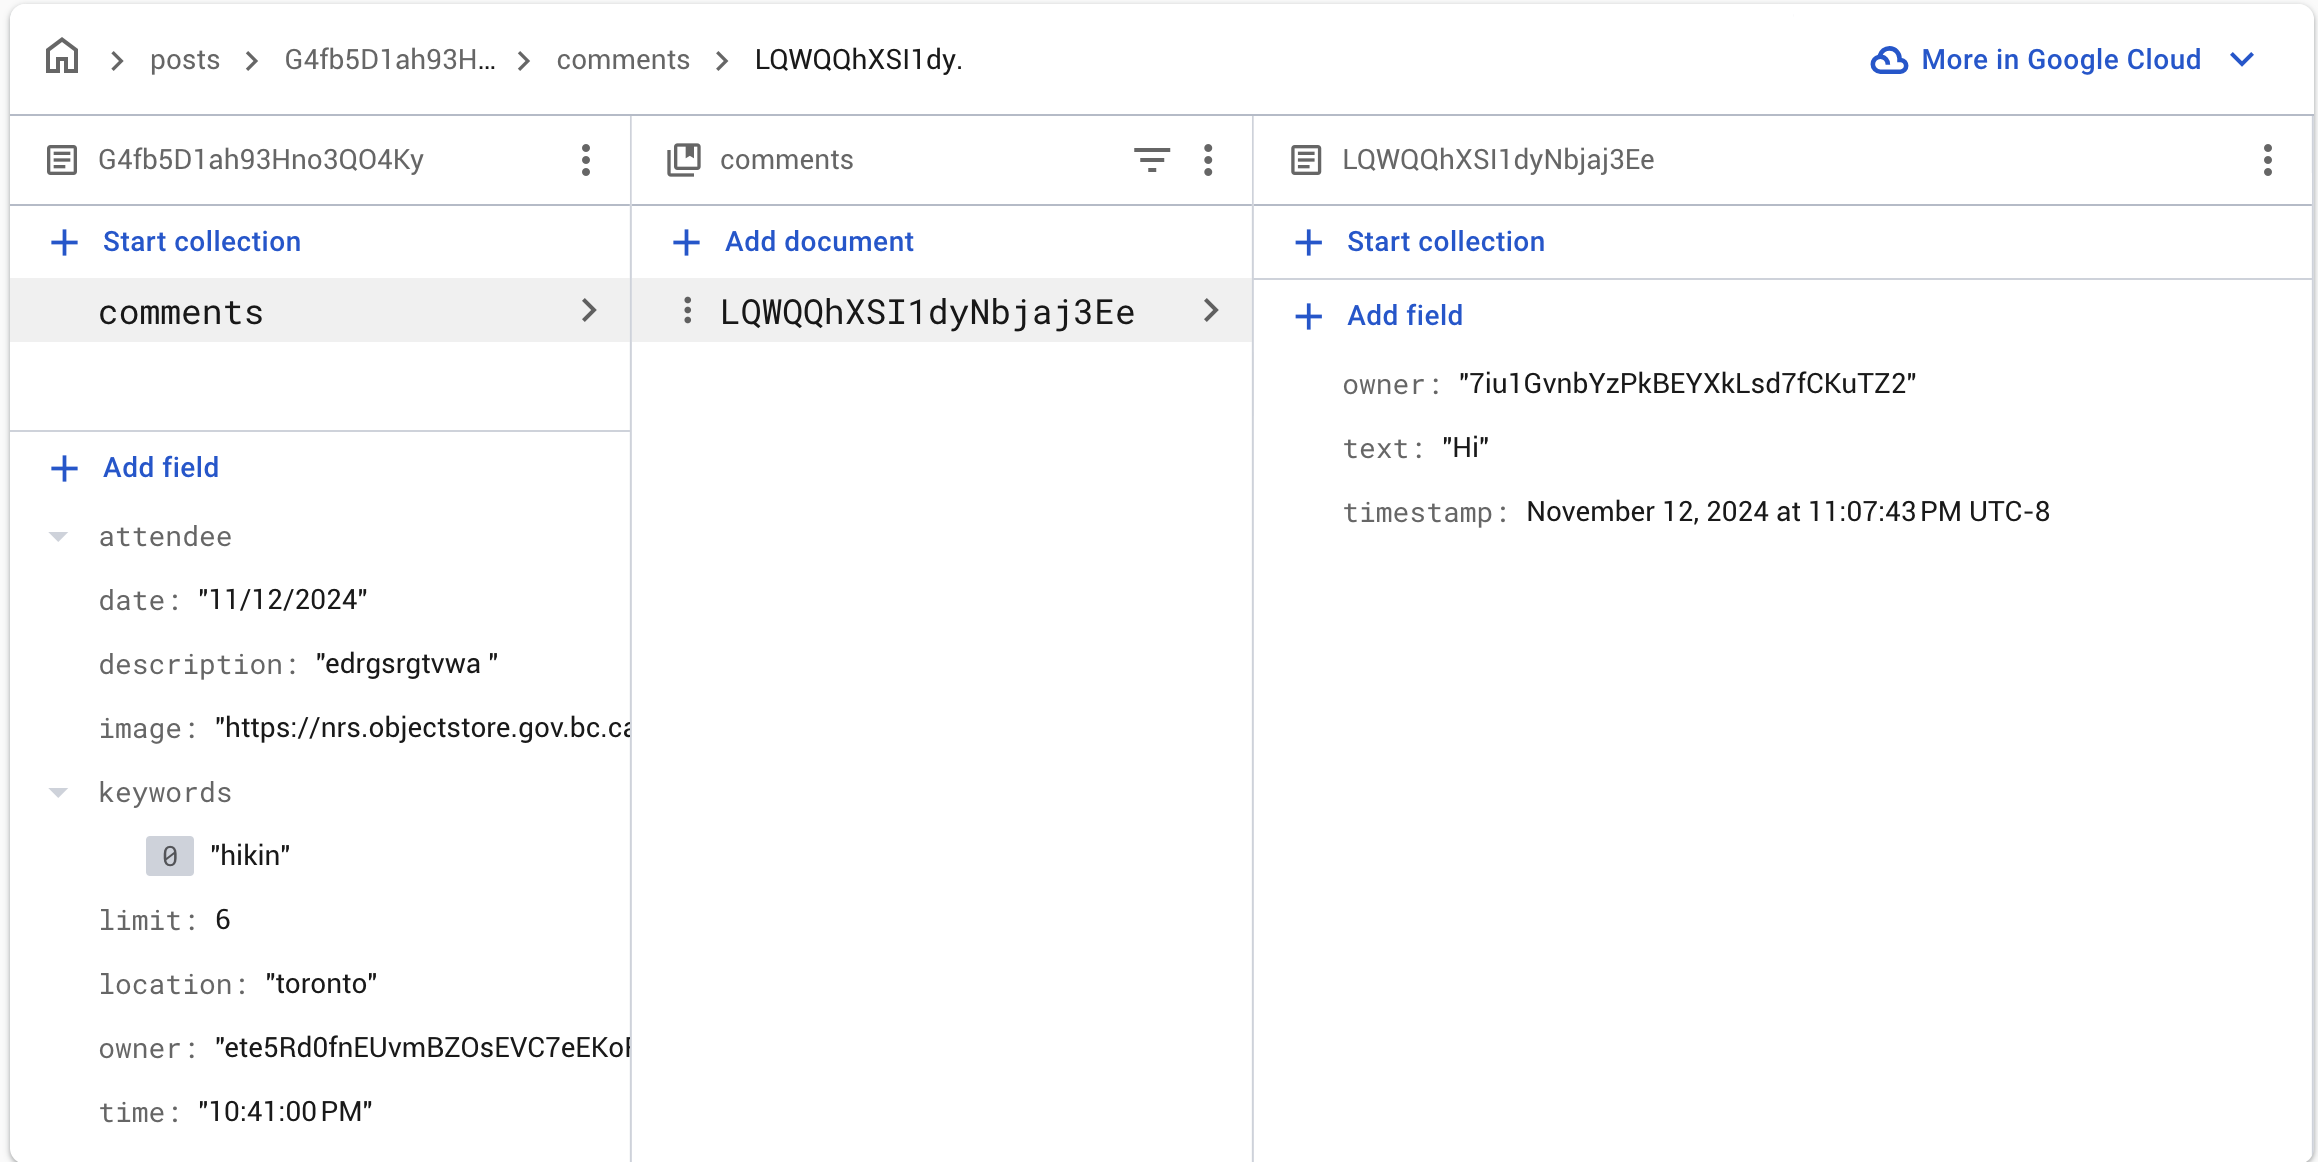 posts > G4fb5D1ah93H... > comments > LQWQQhXSI1dy.
More in Google Cloud
G4fb5D1ah93Hno3QO4Ky
Start collection
comments
Add field
attendee
date: "11/12/2024"
description: "edrgsrgtvwa "
image: "https://nrs.objectstore.gov.bc.ca
keywords
0 "hikin"
limit: 6
location: "toronto"
owner: "ete5Rd0fnEUvmBZOsEVC7eEKo
time: "10:41:00 PM"
comments
Add document
LQWQQhXSI1dyNbjaj3Ee
LQWQQhXSI1dyNbjaj3Ee
Start collection
Add field
owner: "7iu1GvnbYzPkBEYXkLsd7fCKuTZ2"
text: "Hi"
timestamp: November 12, 2024 at 11:07:43 PM UTC-8